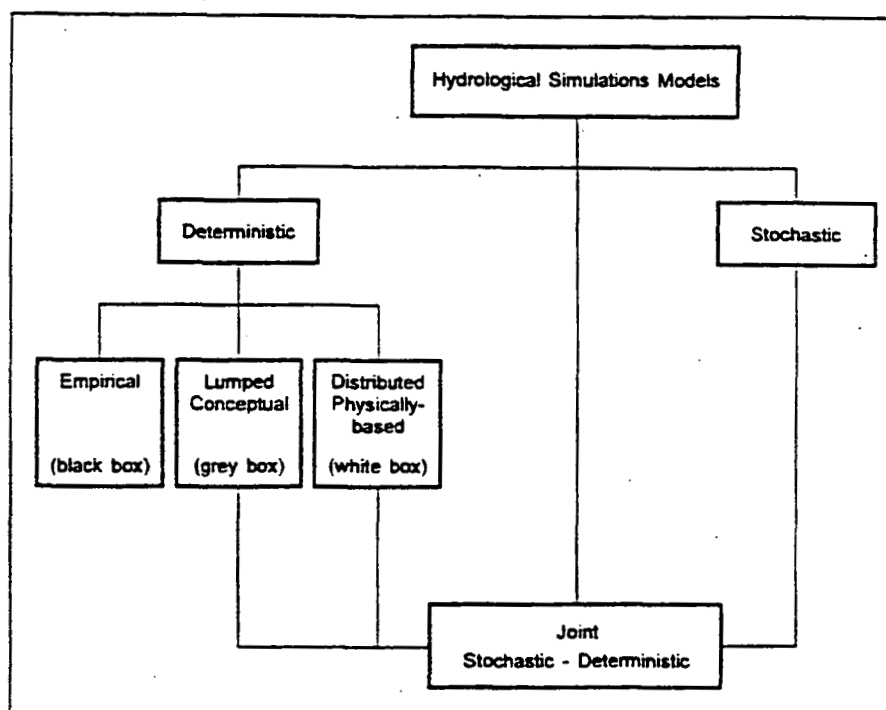 Hydrological Simulations Models
Deterministic
Stochastic
Empirical
(black box)
Lumped
Conceptual
(grey box)
Distributed
Physically-
based
(white box)
Joint
Stochastic - Deterministic